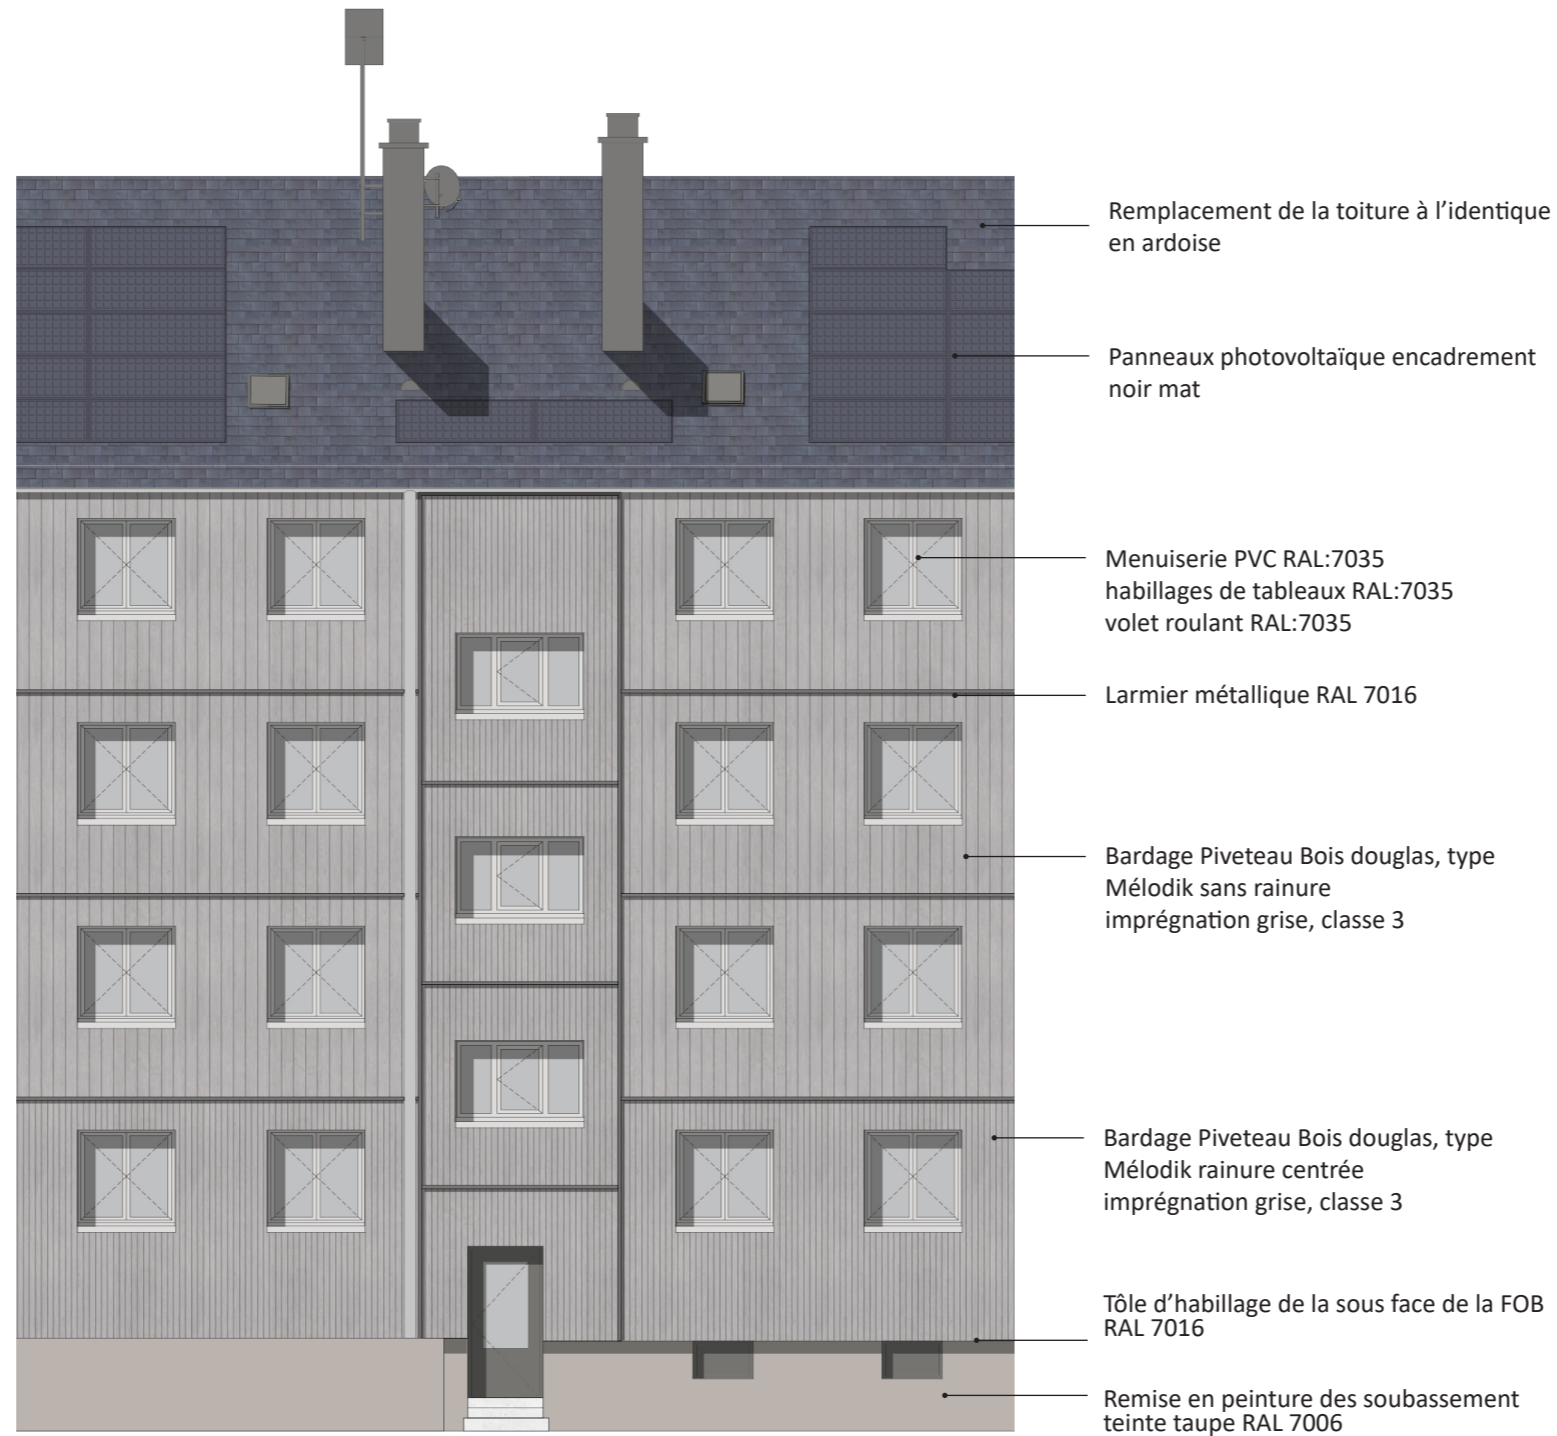 Remplacement de la toiture à l’identique
en ardoise
Panneaux photovoltaïque encadrement
noir mat
Menuiserie PVC RAL:7035
habillages de tableaux RAL:7035
volet roulant RAL:7035
Larmier métallique RAL 7016
Bardage Piveteau Bois douglas, type
Mélodik sans rainure
imprégnation grise, classe 3
Bardage Piveteau Bois douglas, type
Mélodik rainure centrée
imprégnation grise, classe 3
Tôle d’habillage de la sous face de la FOB
RAL 7016
Remise en peinture des soubassement
teinte taupe RAL 7006